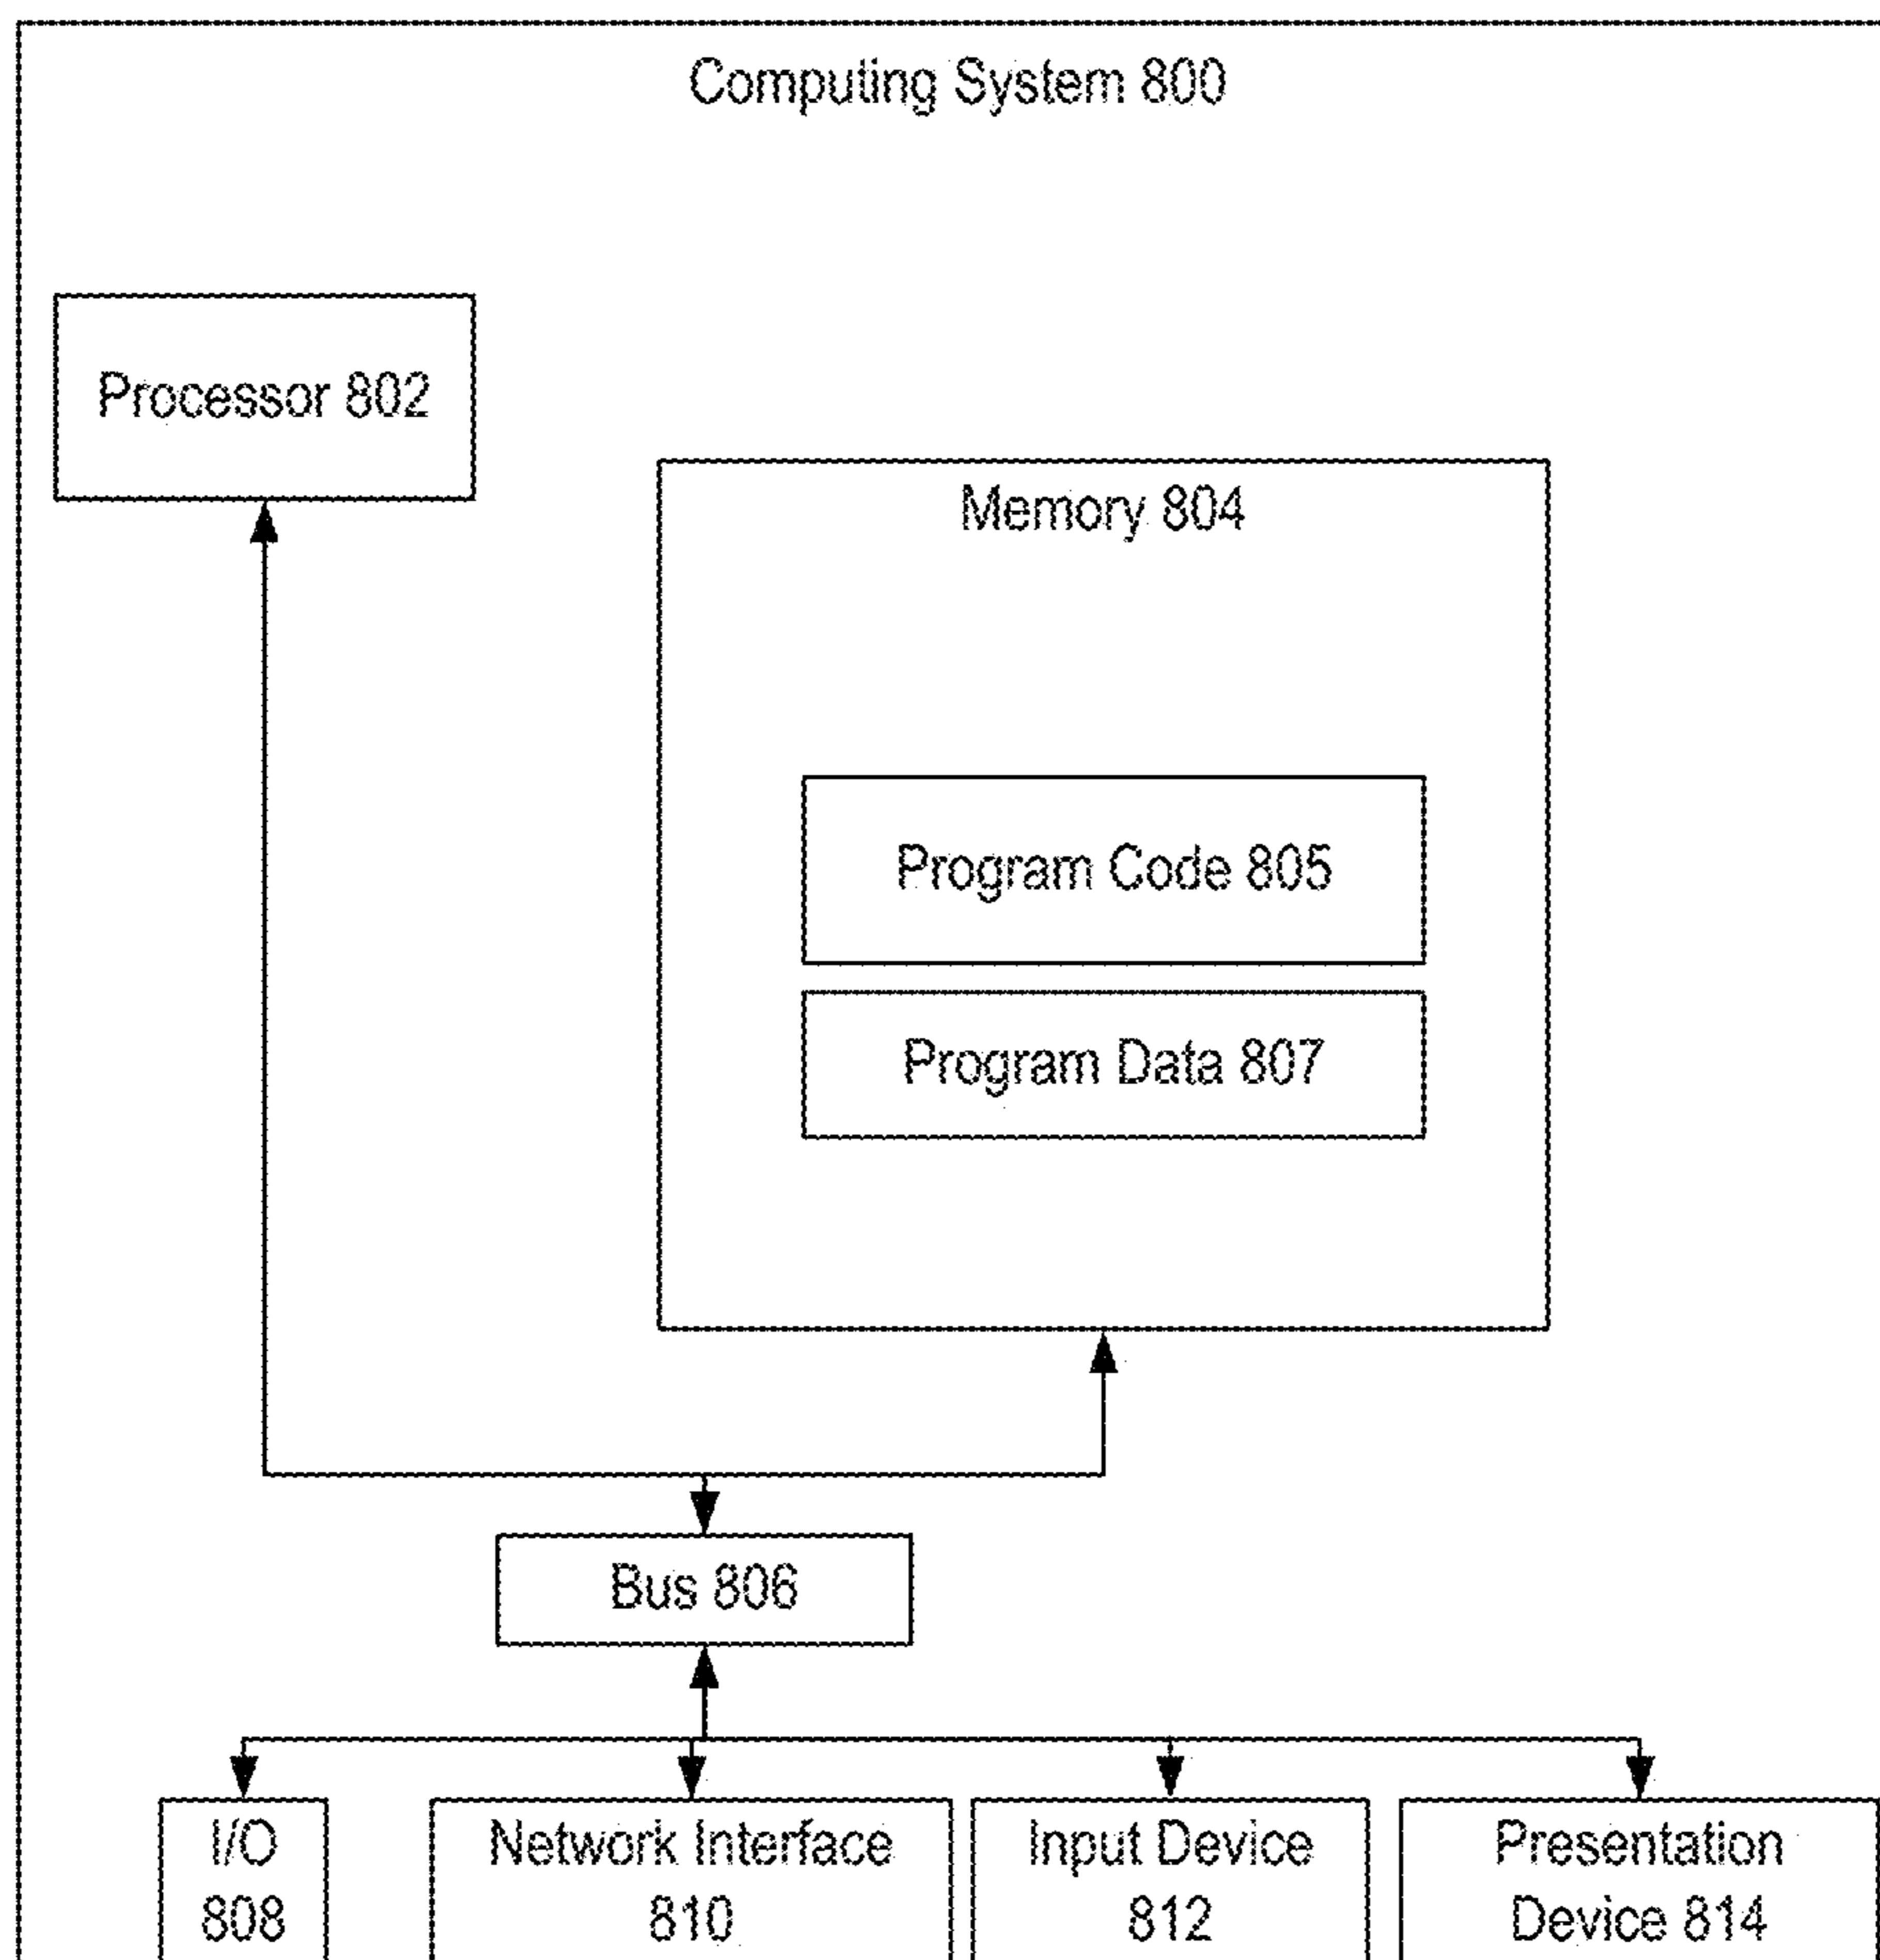 Computing System 800
Processor 802
Memory 804
Program Code 805
Program Data 807
Bus 806
I/O
808
Network Interface
810
Input Device
812
Presentation
Device 814